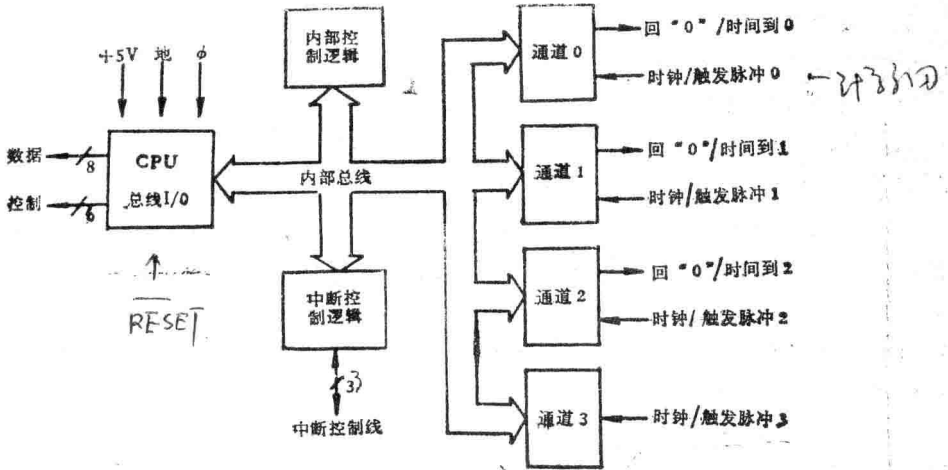 +5V 地 φ
内部控
制逻辑
数据
8
CPU
总线I/O
控制
6
RESET
内部总线
中断控
制逻辑
3
中断控制线
通道0
回“0”/时间到0
时钟/触发脉冲0
通道1
回“0”/时间到1
时钟/触发脉冲1
通道2
回“0”/时间到2
时钟/触发脉冲2
通道3
时钟/触发脉冲3